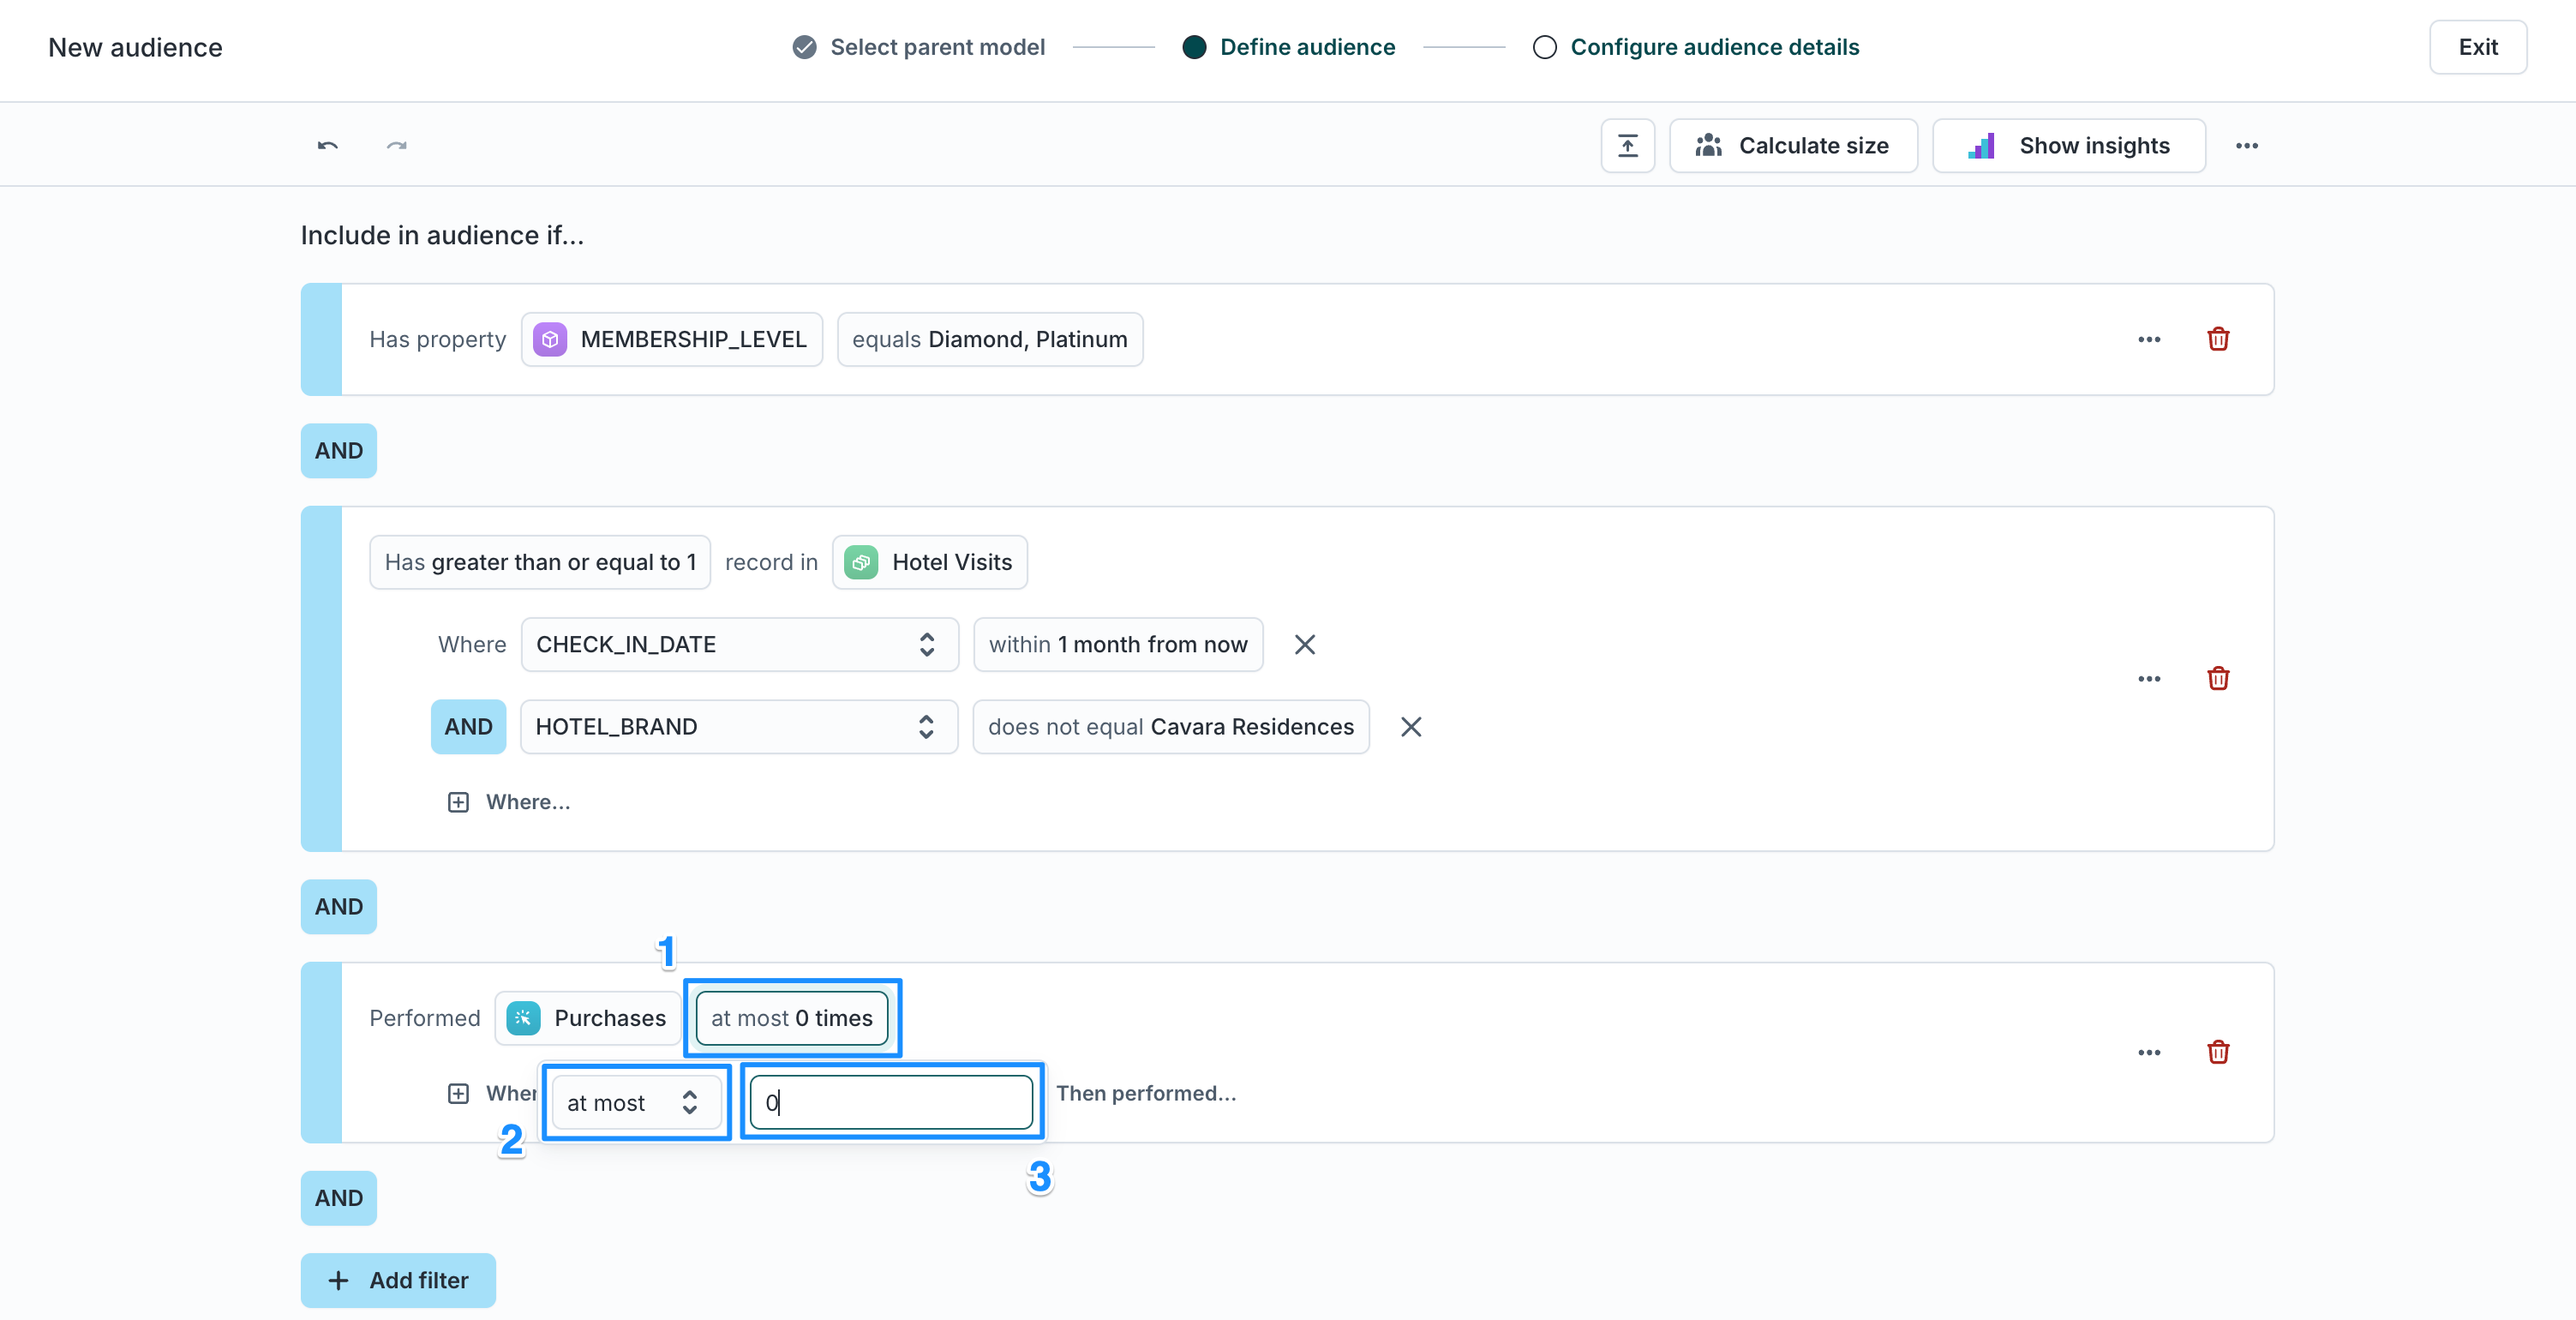 New audience
Select parent model
Define audience
Configure audience details
Exit
Calculate size
Show insights
Include in audience if...
Has property MEMBERSHIP_LEVEL equals Diamond, Platinum
AND
Has greater than or equal to 1 record in Hotel Visits
Where CHECK_IN_DATE within 1 month from now
AND HOTEL_BRAND does not equal Cavara Residences
Where...
AND
1
Performed Purchases at most 0 times
Wher at most 0 Then performed...
2
3
AND
Add filter